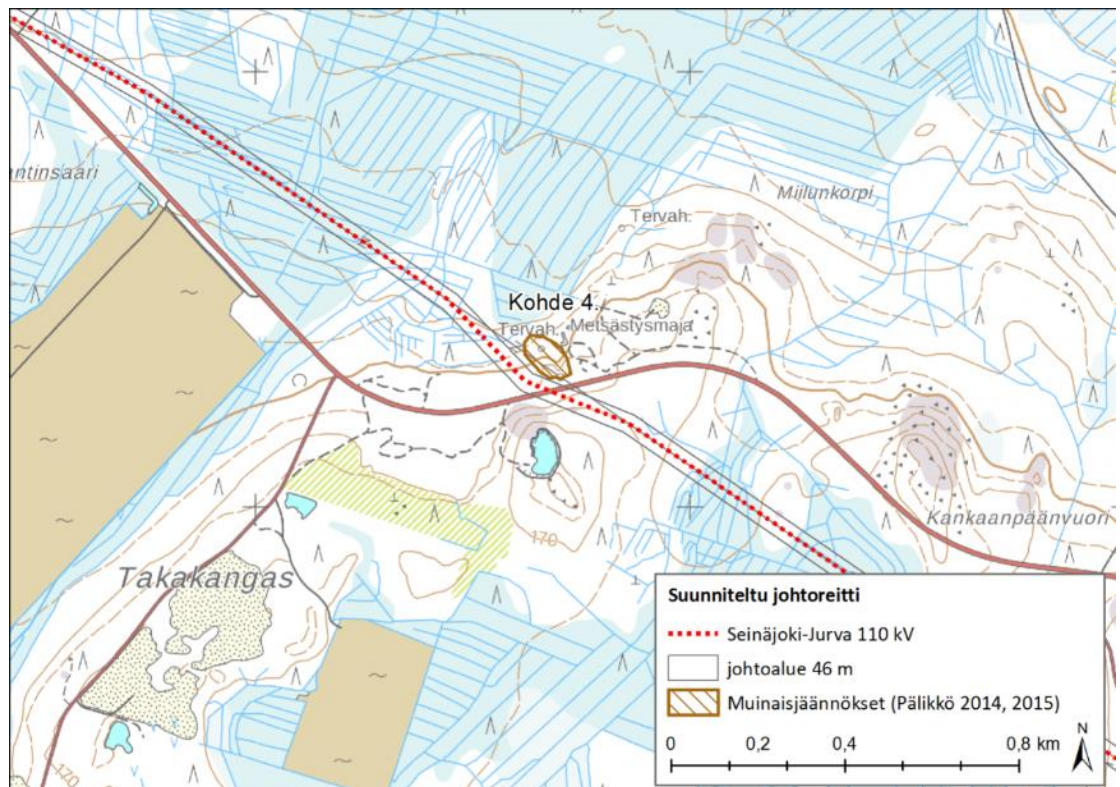 ntinsaari
Miilunkorpi
Tervah.
Kohde 4.
Tervah.
Metsästysmaja
Kankaanpäänvuori
170
Takakangas
170
Suunniteltu johtoreitti
Seinäjoki-Jurva 110 kV
johtoalue 46 m
Muinaisjäännökset (Pälikkö 2014, 2015)
N
0 0,2 0,4 0,8 km